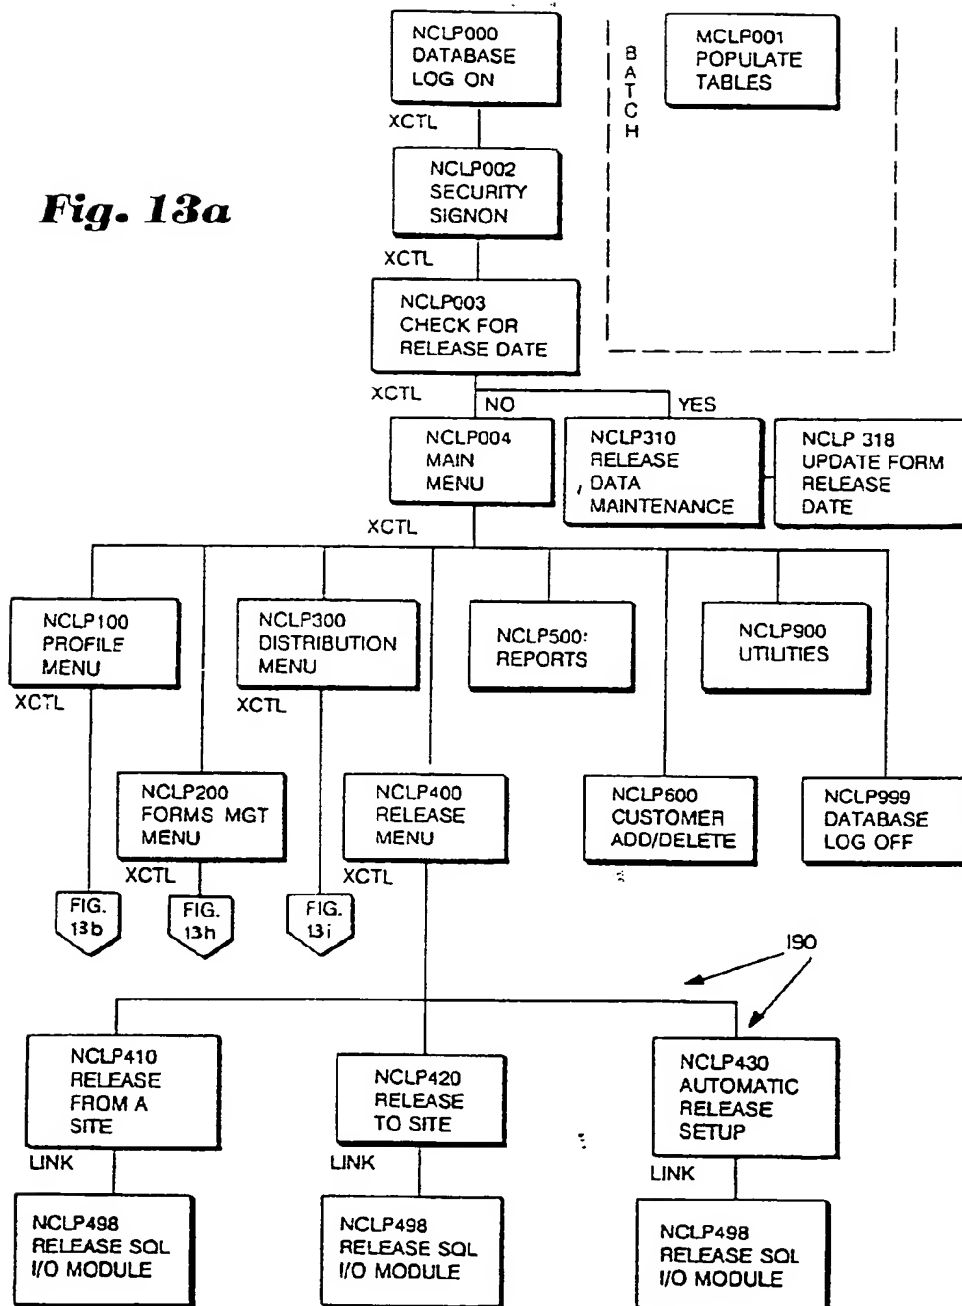 NCLP000
DATABASE
LOG ON
XCTL
B
A
T
C
H
MCLP001
POPULATE
TABLES
Fig. 13a
NCLP002
SECURITY
SIGNON
XCTL
NCLP003
CHECK FOR
RELEASE DATE
XCTL
NO
YES
NCLP004
MAIN
MENU
XCTL
NCLP310
RELEASE
DATA
MAINTENANCE
NCLP 318
UPDATE FORM
RELEASE
DATE
NCLP100
PROFILE
MENU
XCTL
NCLP300
DISTRIBUTION
MENU
XCTL
NCLP500:
REPORTS
NCLP900
UTILITIES
NCLP200
FORMS MGT
MENU
XCTL
NCLP400
RELEASE
MENU
XCTL
NCLP600
CUSTOMER
ADD/DELETE
NCLP999
DATABASE
LOG OFF
FIG.
13b
FIG.
13h
FIG.
13i
190
NCLP410
RELEASE
FROM A
SITE
LINK
NCLP420
RELEASE
TO SITE
LINK
NCLP430
AUTOMATIC
RELEASE
SETUP
LINK
NCLP498
RELEASE SQL
I/O MODULE
NCLP498
RELEASE SQL
I/O MODULE
NCLP498
RELEASE SQL
I/O MODULE